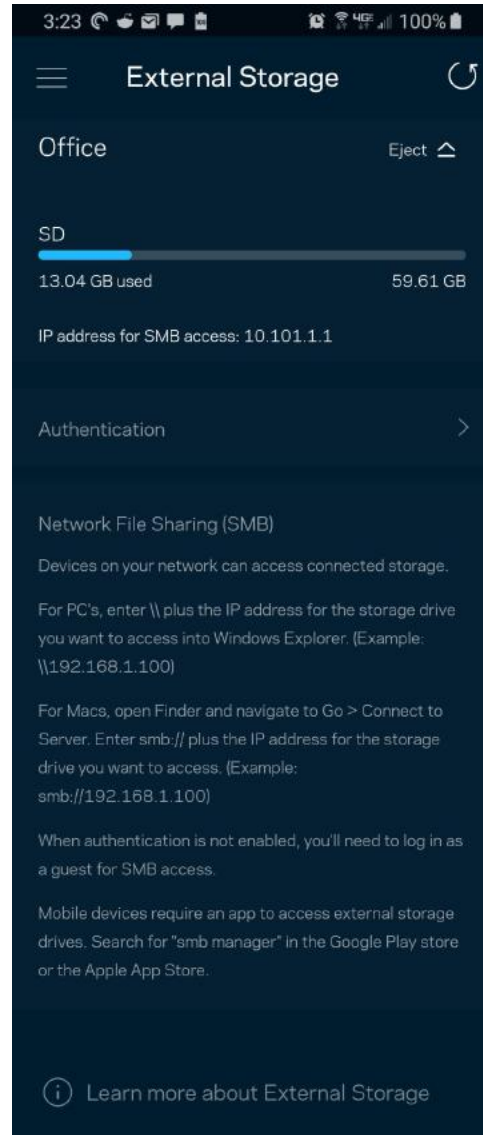 3:23 4G 100%
External Storage
Office Eject
SD
13.04 GB used 59.61 GB
IP address for SMB access: 10.101.1.1
Authentication
Network File Sharing (SMB)
Devices on your network can access connected storage.
For PC's, enter \\ plus the IP address for the storage drive
you want to access into Windows Explorer. (Example:
\\192.168.1.100)
For Macs, open Finder and navigate to Go > Connect to
Server. Enter smb:// plus the IP address for the storage
drive you want to access. (Example:
smb://192.168.1.100)
When authentication is not enabled, you'll need to log in as
a guest for SMB access.
Mobile devices require an app to access external storage
drives. Search for "smb manager" in the Google Play store
or the Apple App Store.
Learn more about External Storage